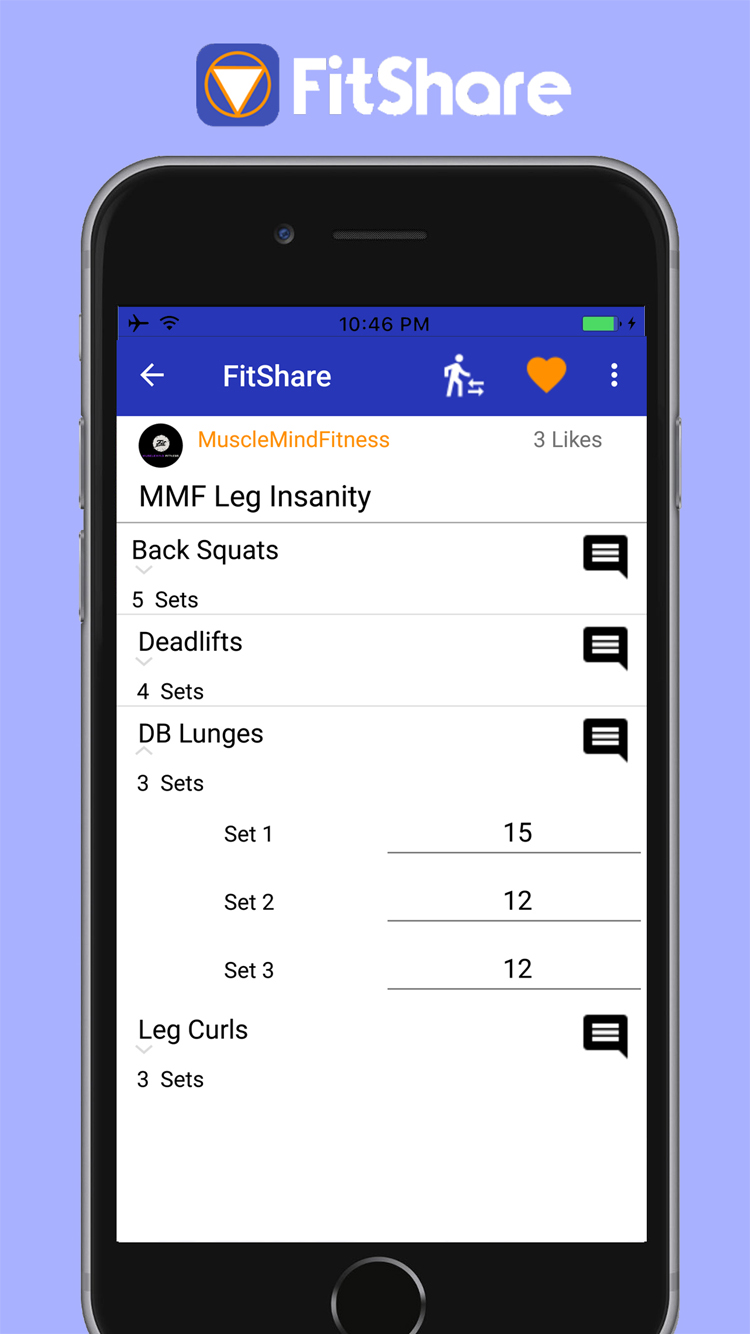 FitShare
10:46 PM
FitShare
MuscleMindFitness
3 Likes
MMF Leg Insanity
Back Squats
5 Sets
Deadlifts
4 Sets
DB Lunges
3 Sets
Set 1 15
Set 2 12
Set 3 12
Leg Curls
3 Sets